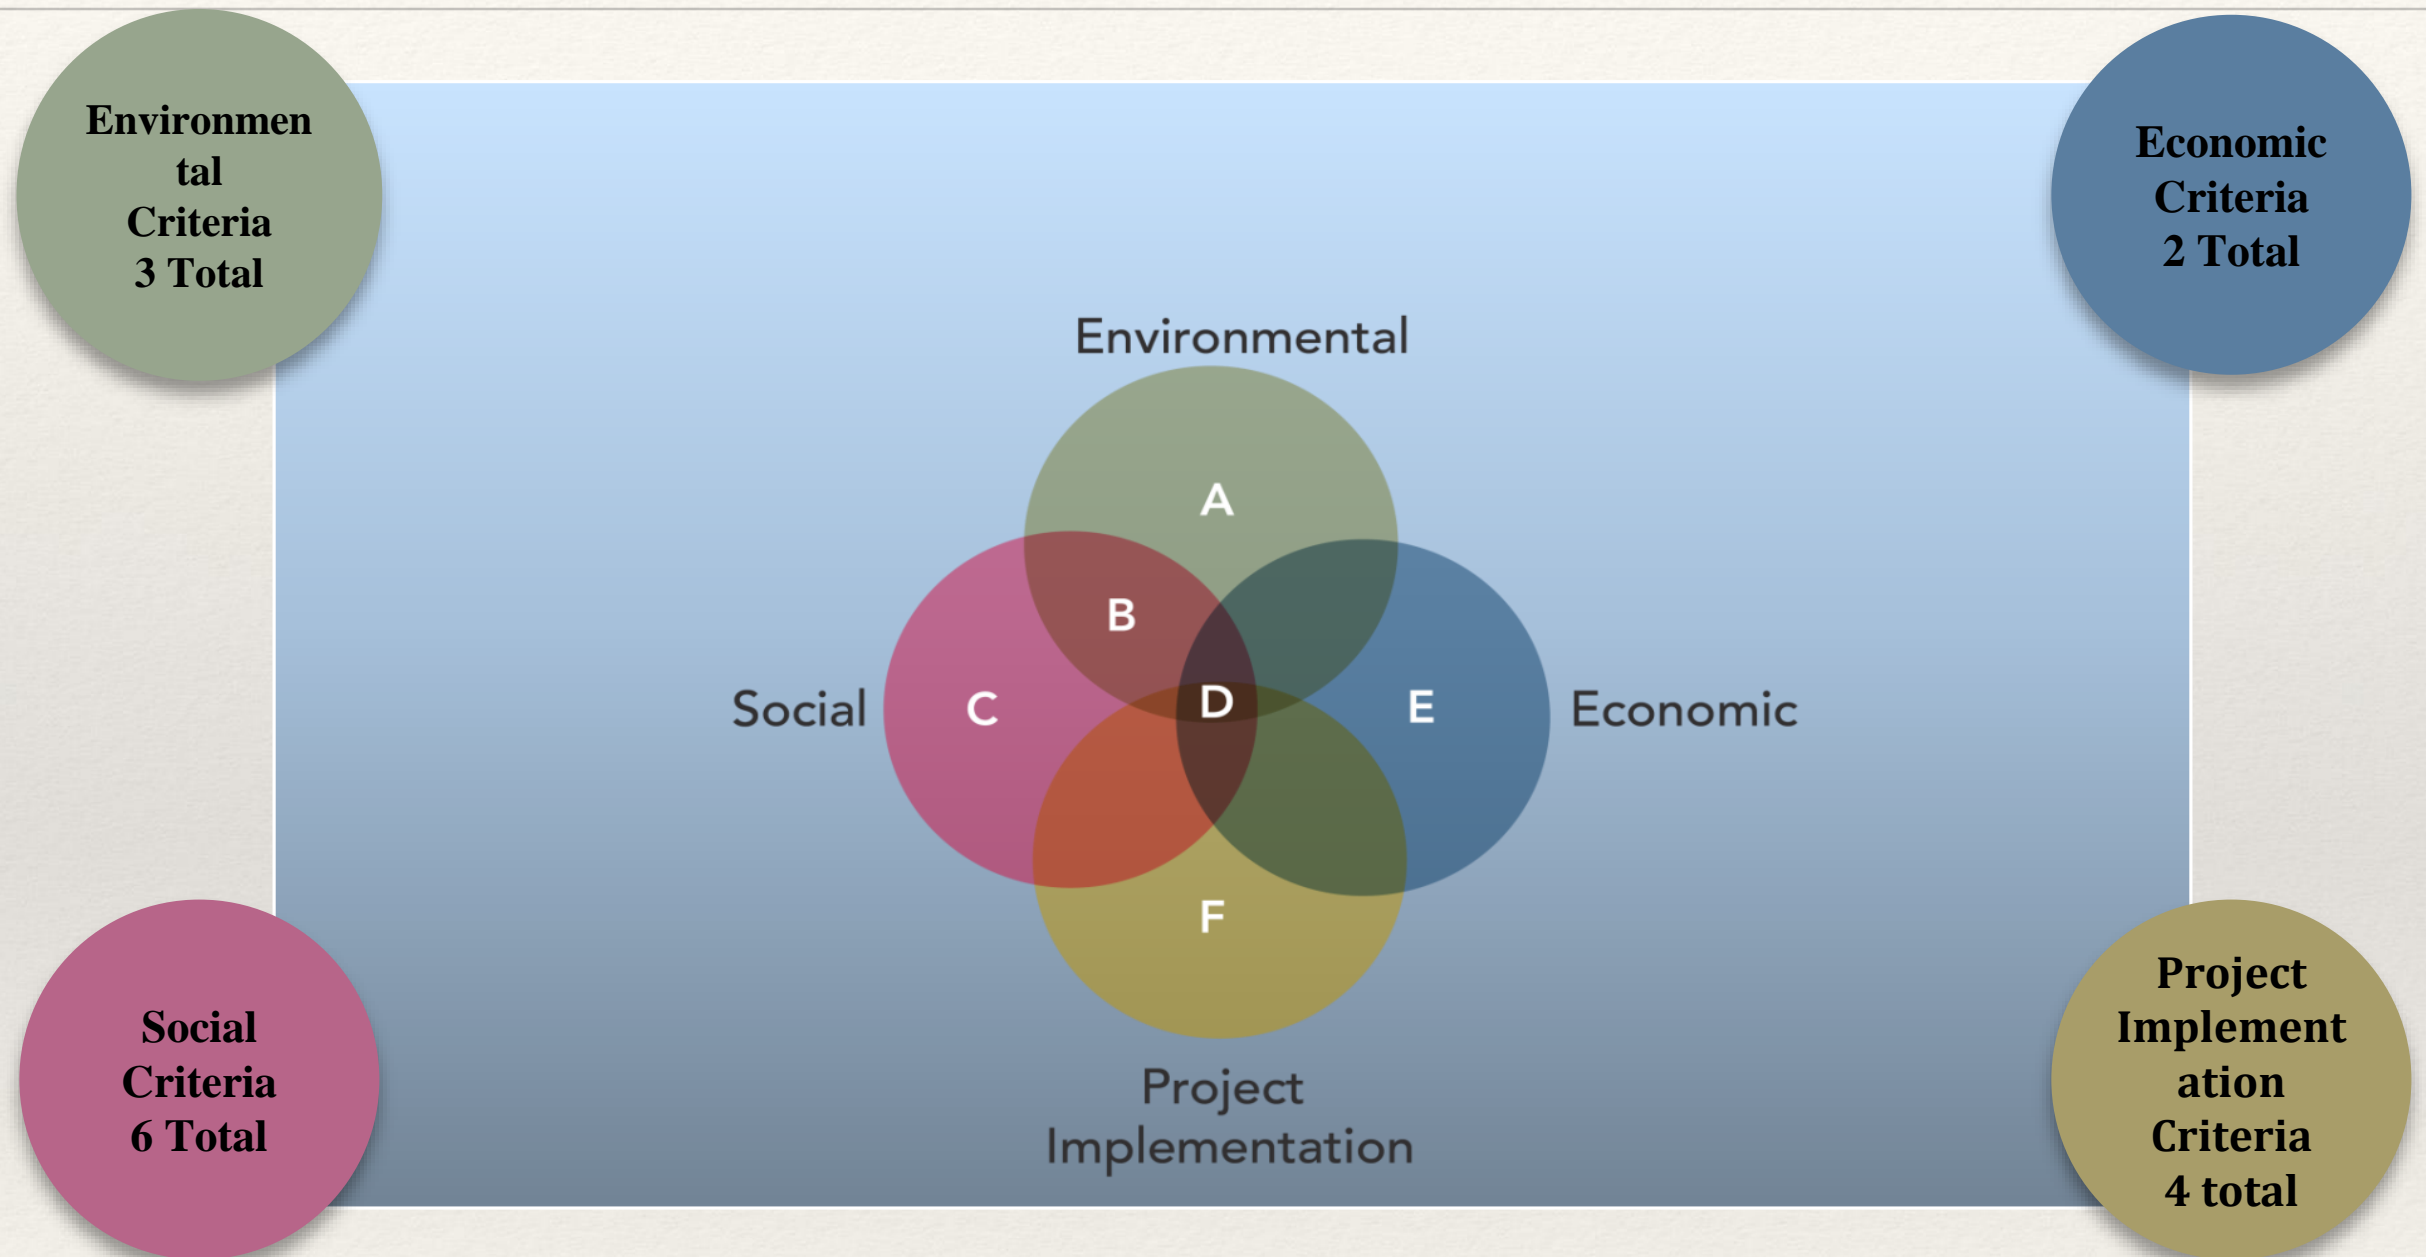 Environmen
tal
Criteria
3 Total
Economic
Criteria
2 Total
Environmental
A
B
Social
C
D
E
Economic
F
Project
Implementation
Social
Criteria
6 Total
Project
Implement
ation
Criteria
4 total